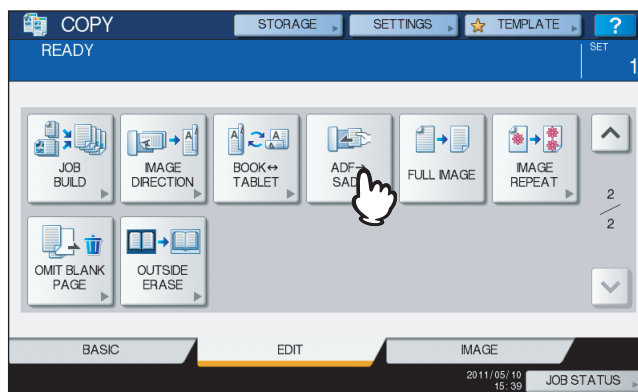 COPY
STORAGE
SETTINGS
TEMPLATE
?
READY
SET
1
JOB
BUILD
IMAGE
DIRECTION
BOOK↔
TABLET
ADF→
SAD
FULL IMAGE
IMAGE
REPEAT
2
2
OMIT BLANK
PAGE
OUTSIDE
ERASE
BASIC
EDIT
IMAGE
2011/05/10
15:39
JOB STATUS